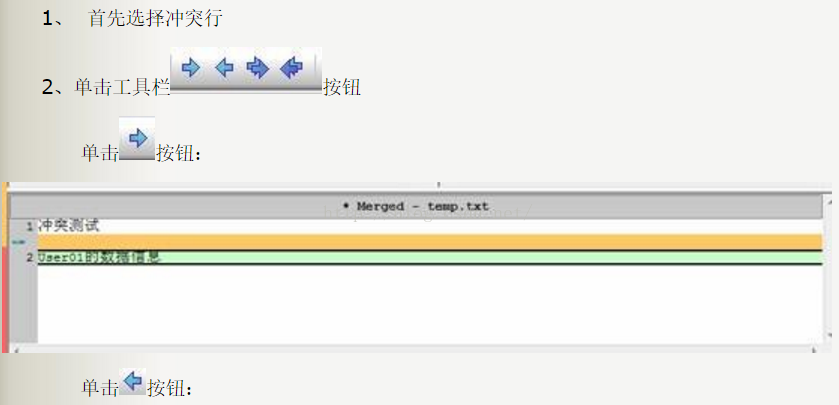 1、 首先选择冲突行
2、单击工具栏按钮
单击按钮：
* Merged - temp.txt
1 冲突测试
2 User01的数据信息
单击按钮：